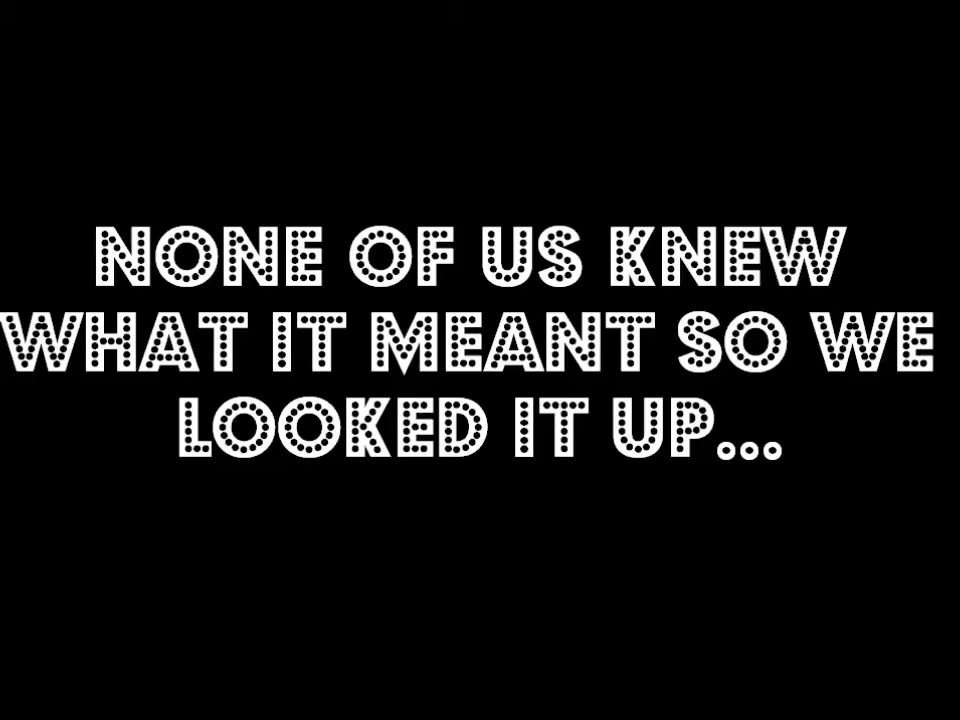 NONE OF US KNEW
WHAT IT MEANT SO WE
LOOKED IT UP...